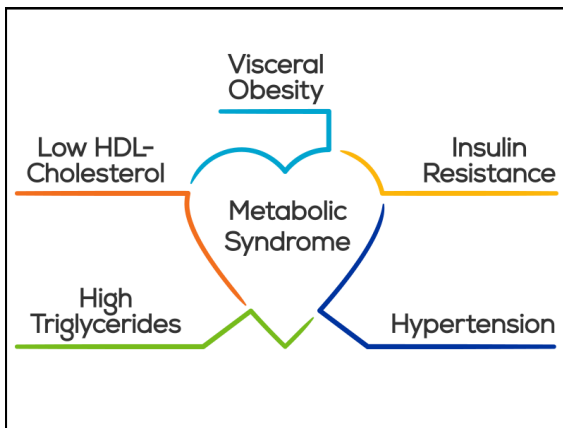 Visceral
Obesity
Low HDL-
Cholesterol
Insulin
Resistance
Metabolic
Syndrome
High
Triglycerides
Hypertension